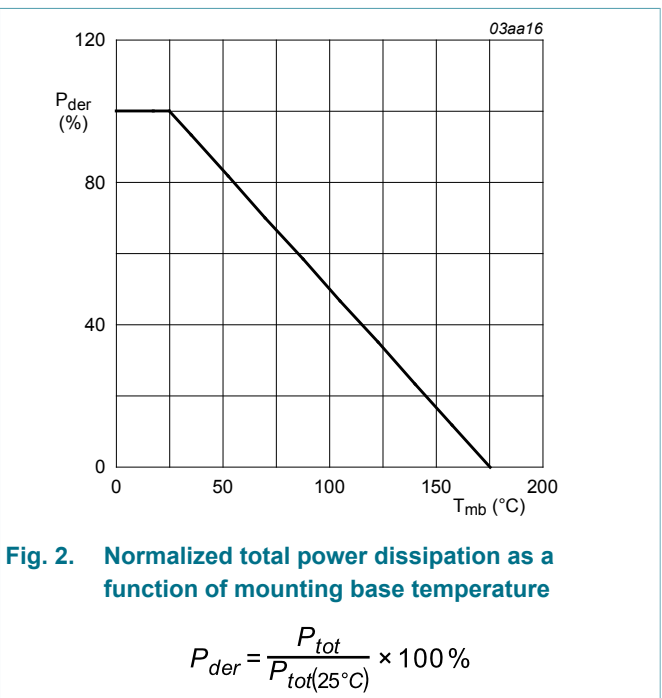 03aa16
120
P_der
(%)
80
40
0
0 50 100 150 200
T_mb (°C)
Fig. 2. Normalized total power dissipation as a
function of mounting base temperature
P_der = P_tot / P_tot(25°C) × 100 %